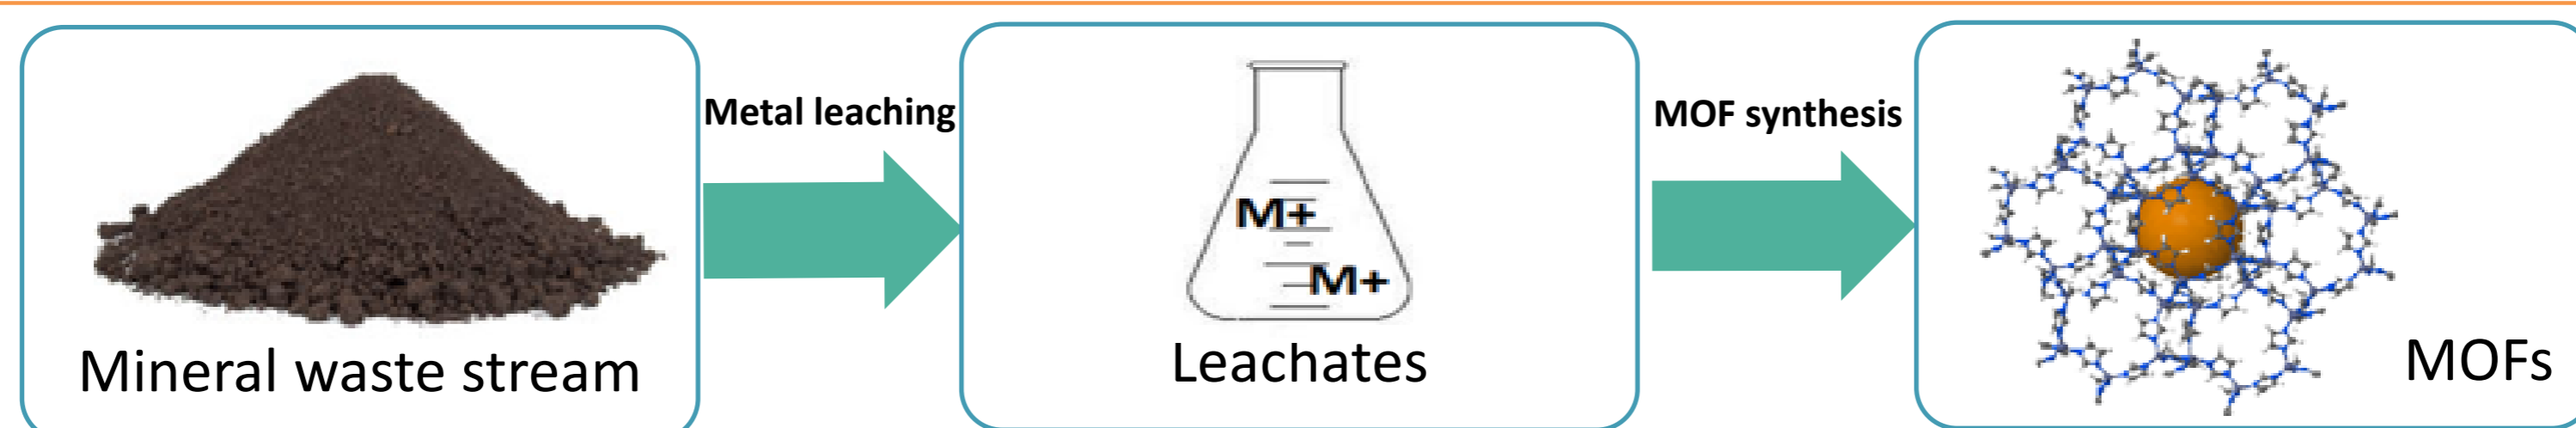 Mineral waste stream
Metal leaching
M+
M+
Leachates
MOF synthesis
MOFs